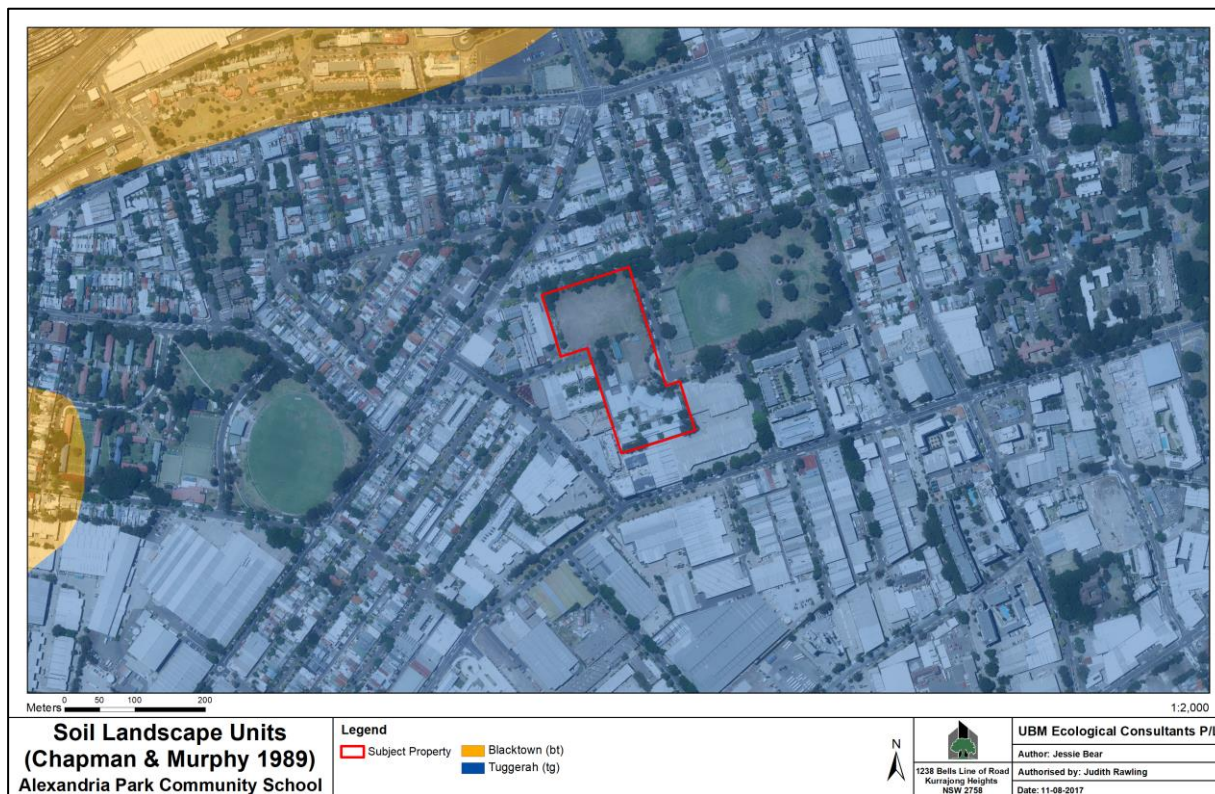 Meters 0 50 100 200
1:2,000
Soil Landscape Units
(Chapman & Murphy 1989)
Alexandria Park Community School
Legend
Subject Property
Blacktown (bt)
Tuggerah (tg)
N
1238 Bells Line of Road
Kurrajong Heights
NSW 2758
UBM Ecological Consultants P/L
Author: Jessie Bear
Authorised by: Judith Rawling
Date: 11-08-2017